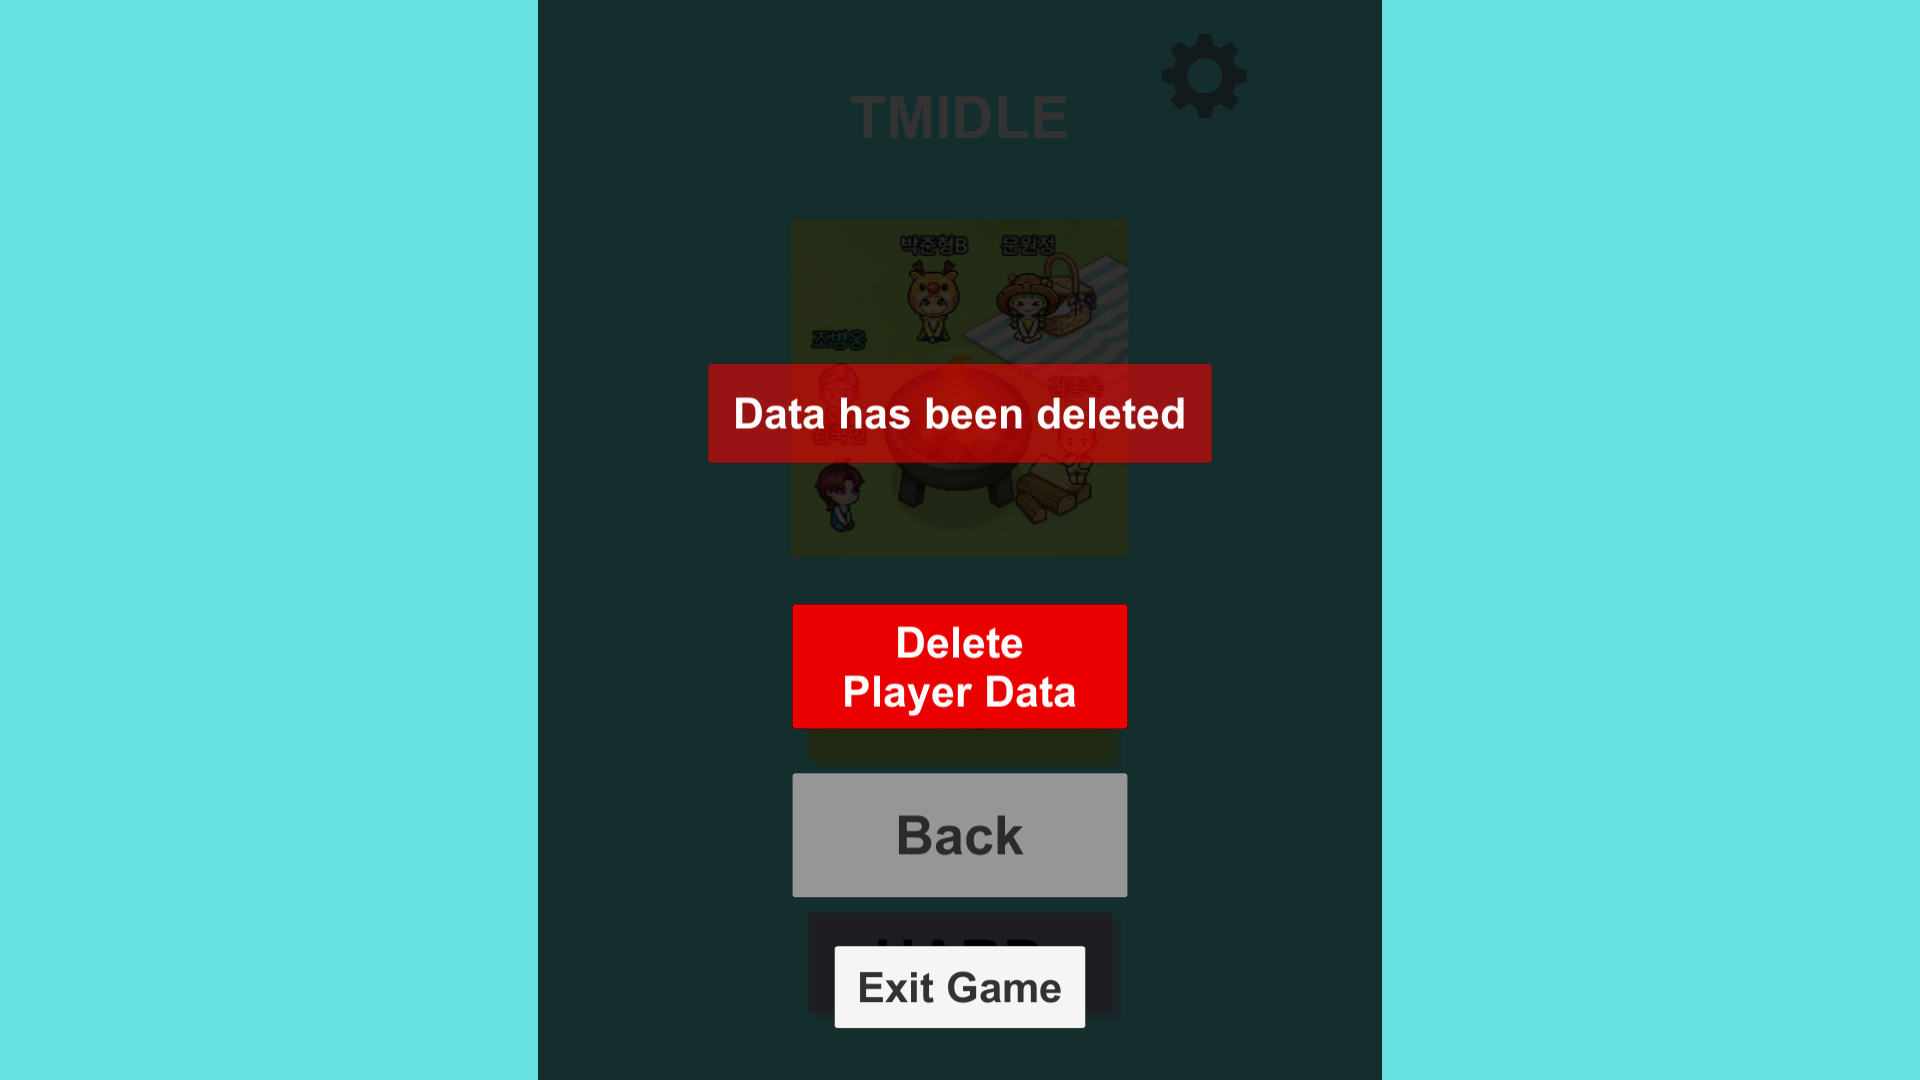 TMIDLE
박준형B 문원정
조병웅
Data has been deleted
Delete
Player Data
Back
Exit Game